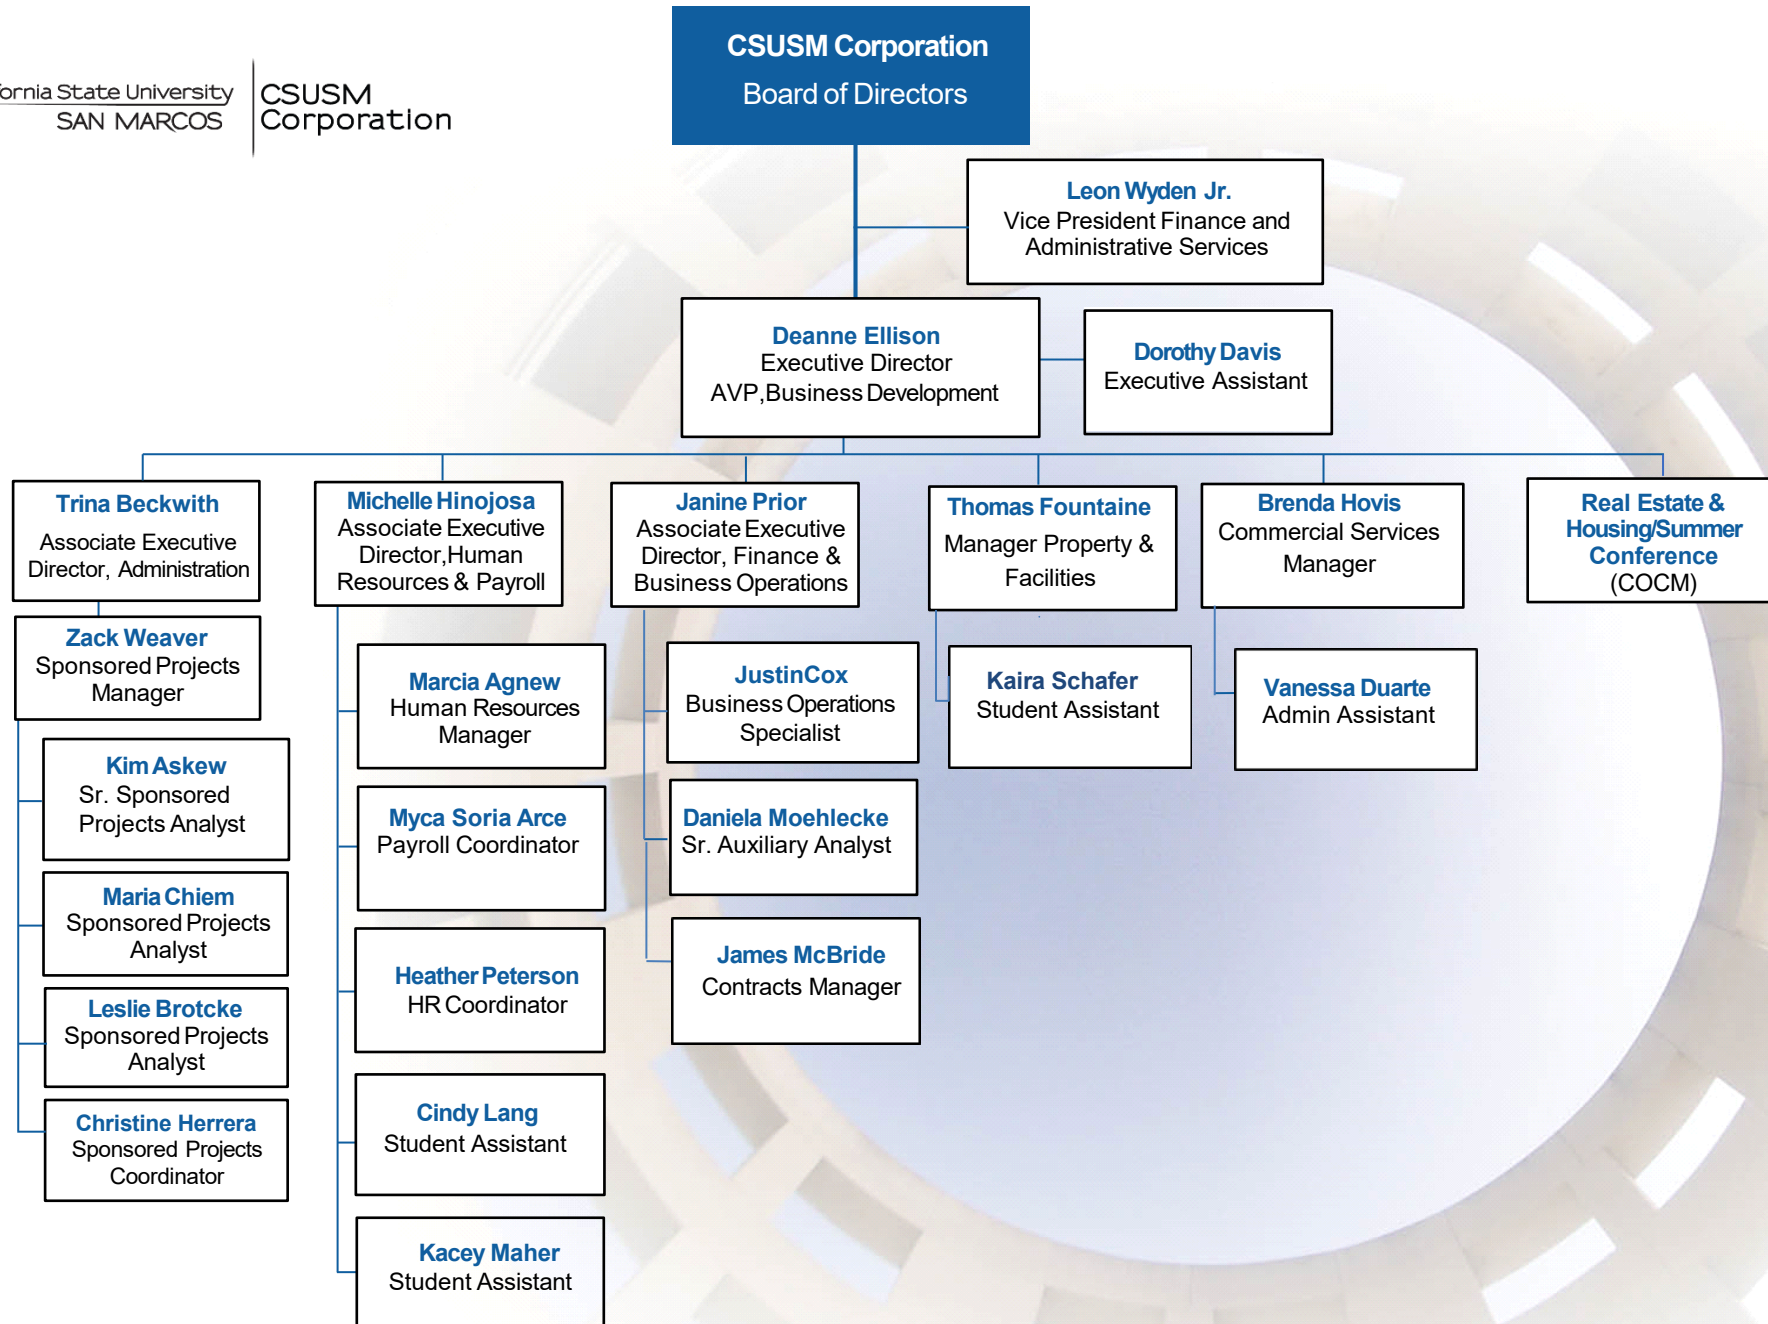 CSUSM Corporation
Board of Directors
ornia State University
SAN MARCOS
CSUSM
Corporation
Leon Wyden Jr.
Vice President Finance and
Administrative Services
Deanne Ellison
Executive Director
AVP,Business Development
Dorothy Davis
Executive Assistant
Trina Beckwith
Associate Executive
Director, Administration
Michelle Hinojosa
Associate Executive
Director,Human
Resources & Payroll
Janine Prior
Associate Executive
Director, Finance &
Business Operations
Thomas Fountaine
Manager Property &
Facilities
Brenda Hovis
Commercial Services
Manager
Real Estate &
Housing/Summer
Conference
(COCM)
Zack Weaver
Sponsored Projects
Manager
Kim Askew
Sr. Sponsored
Projects Analyst
Maria Chiem
Sponsored Projects
Analyst
Leslie Brotcke
Sponsored Projects
Analyst
Christine Herrera
Sponsored Projects
Coordinator
Marcia Agnew
Human Resources
Manager
Myca Soria Arce
Payroll Coordinator
Heather Peterson
HR Coordinator
Cindy Lang
Student Assistant
Kacey Maher
Student Assistant
JustinCox
Business Operations
Specialist
Daniela Moehlecke
Sr. Auxiliary Analyst
James McBride
Contracts Manager
Kaira Schafer
Student Assistant
Vanessa Duarte
Admin Assistant